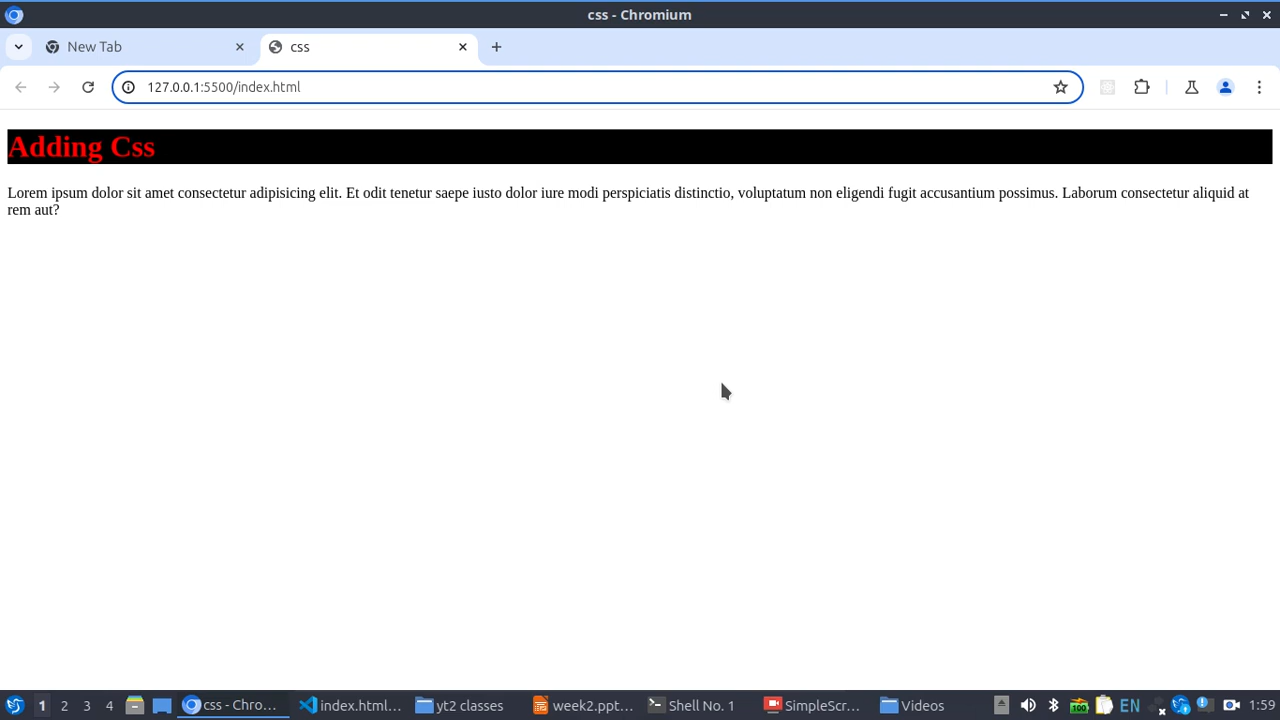 css - Chromium
New Tab
css
127.0.0.1:5500/index.html
Adding Css
Lorem ipsum dolor sit amet consectetur adipisicing elit. Et odit tenetur saepe iusto dolor iure modi perspiciatis distinctio, voluptatum non eligendi fugit accusantium possimus. Laborum consectetur aliquid at
rem aut?
1 2 3 4 css - Chro... index.html... yt2 classes week2.ppt... Shell No. 1 SimpleScr... Videos 100 EN 1:59